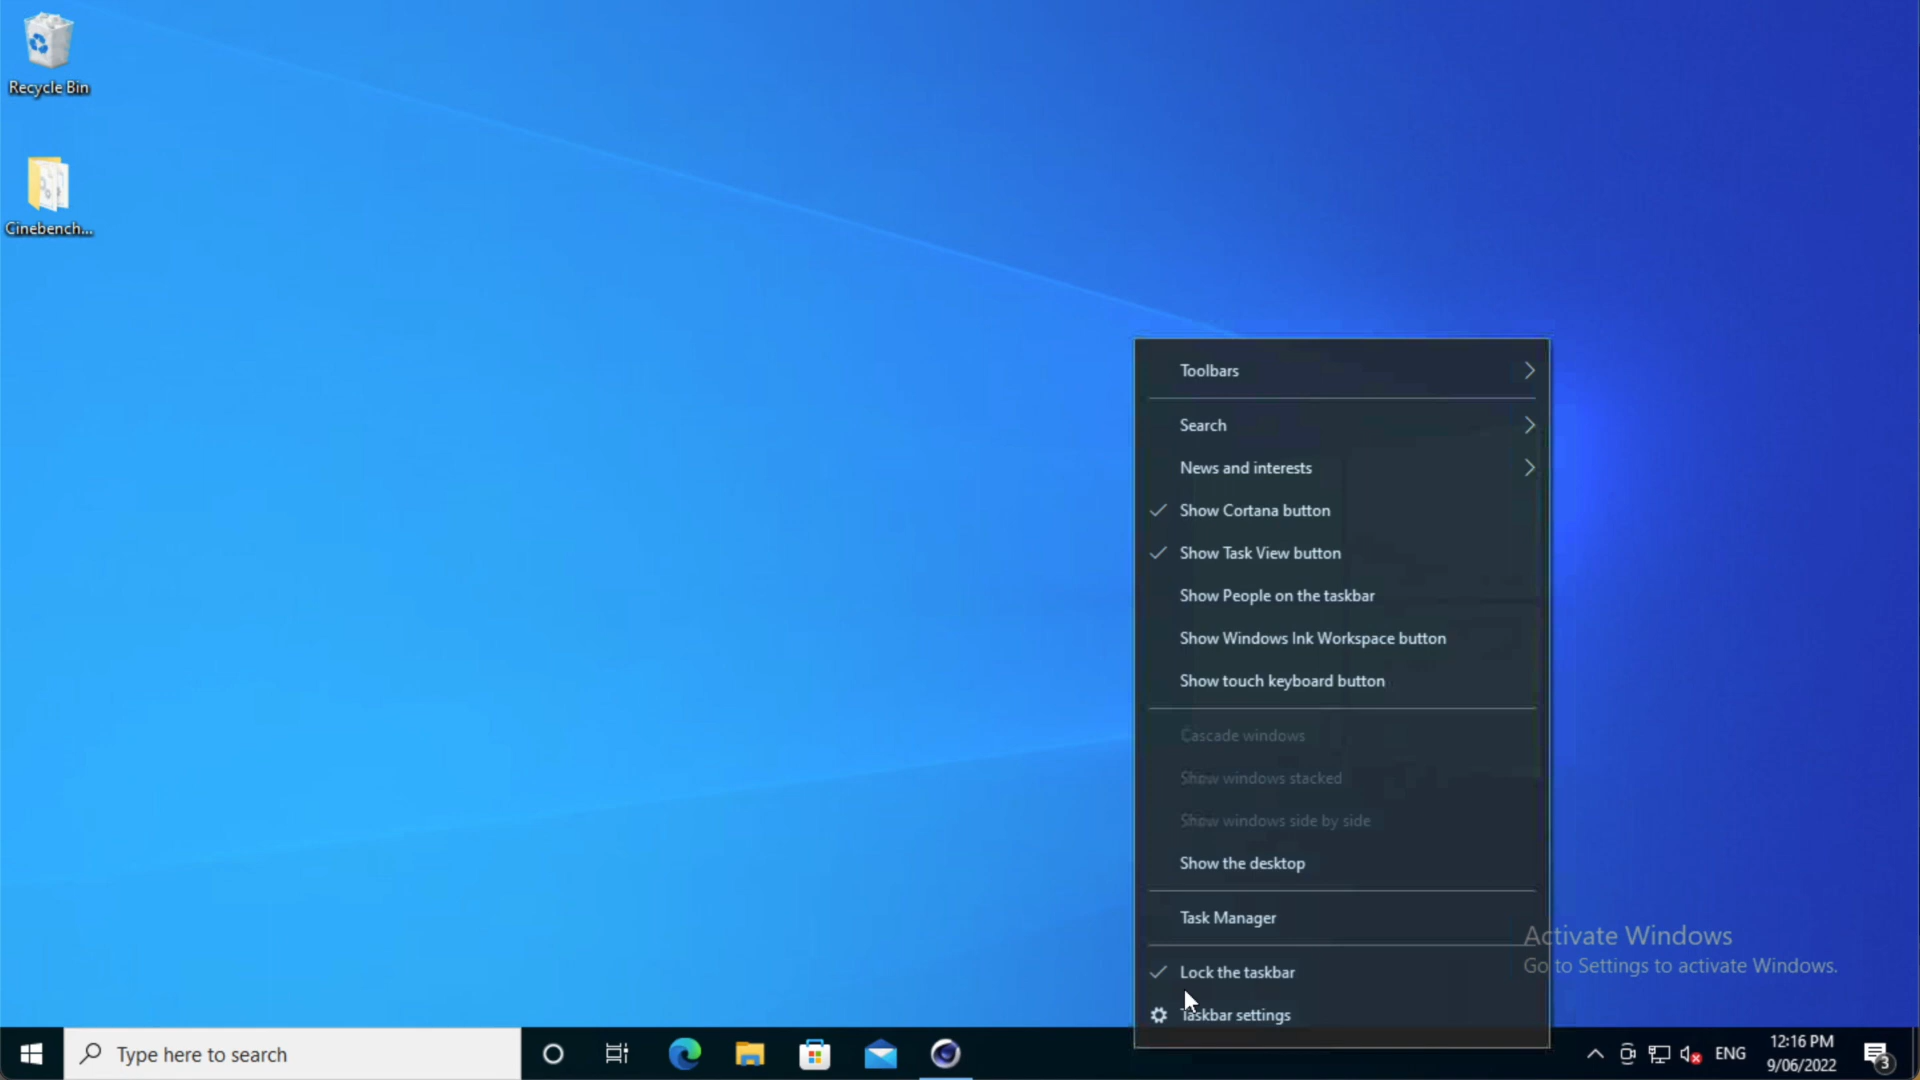 Recycle Bin
Cinebench...
Toolbars
Search
News and interests
Show Cortana button
Show Task View button
Show People on the taskbar
Show Windows Ink Workspace button
Show touch keyboard button
Cascade windows
Show windows stacked
Show windows side by side
Show the desktop
Task Manager
Lock the taskbar
Taskbar settings
Activate Windows
Go to Settings to activate Windows.
Type here to search
ENG
12:16 PM
9/06/2022
3